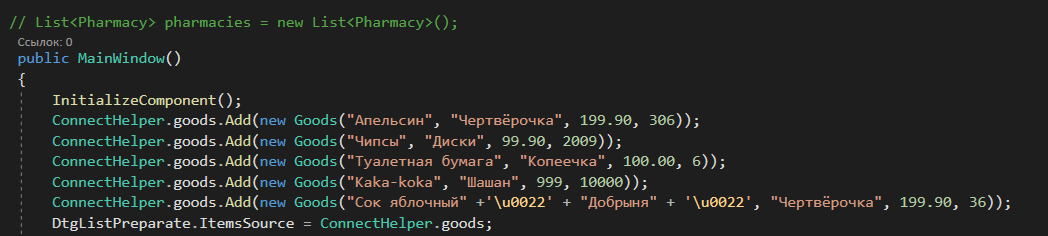 // List<Pharmacy> pharmacies = new List<Pharmacy>();
Ссылок: 0
public MainWindow()
{
InitializeComponent();
ConnectHelper.goods.Add(new Goods("Апельсин", "Чертвёрочка", 199.90, 306));
ConnectHelper.goods.Add(new Goods("Чипсы", "Диски", 99.90, 2009));
ConnectHelper.goods.Add(new Goods("Туалетная бумага", "Копеечка", 100.00, 6));
ConnectHelper.goods.Add(new Goods("Kaka-koka", "Шашан", 999, 10000));
ConnectHelper.goods.Add(new Goods("Сок яблочный" +'\u0022' + "Добрыня" + '\u0022', "Чертвёрочка", 199.90, 36));
DtgListPreparate.ItemsSource = ConnectHelper.goods;